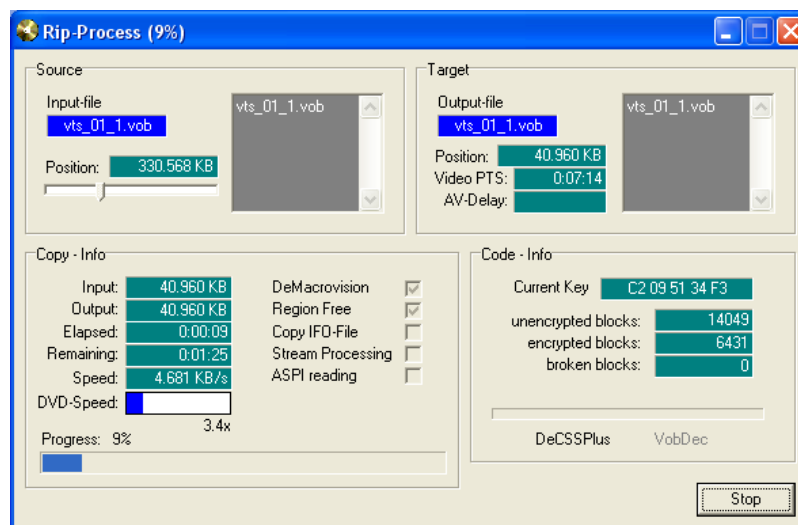 Rip-Process (9%)
Source
Input-file
vts_01_1.vob
vts_01_1.vob
Position: 330.568 KB
Target
Output-file
vts_01_1.vob
vts_01_1.vob
Position: 40.960 KB
Video PTS: 0:07:14
AV-Delay:
Copy - Info
Input: 40.960 KB
Output: 40.960 KB
Elapsed: 0:00:09
Remaining: 0:01:25
Speed: 4.681 KB/s
DVD-Speed:
3.4x
DeMacrovision
Region Free
Copy IFO-File
Stream Processing
ASPI reading
Progress: 9%
Code - Info
Current Key C2 09 51 34 F3
unencrypted blocks: 14049
encrypted blocks: 6431
broken blocks: 0
DeCSSPlus VobDec
Stop